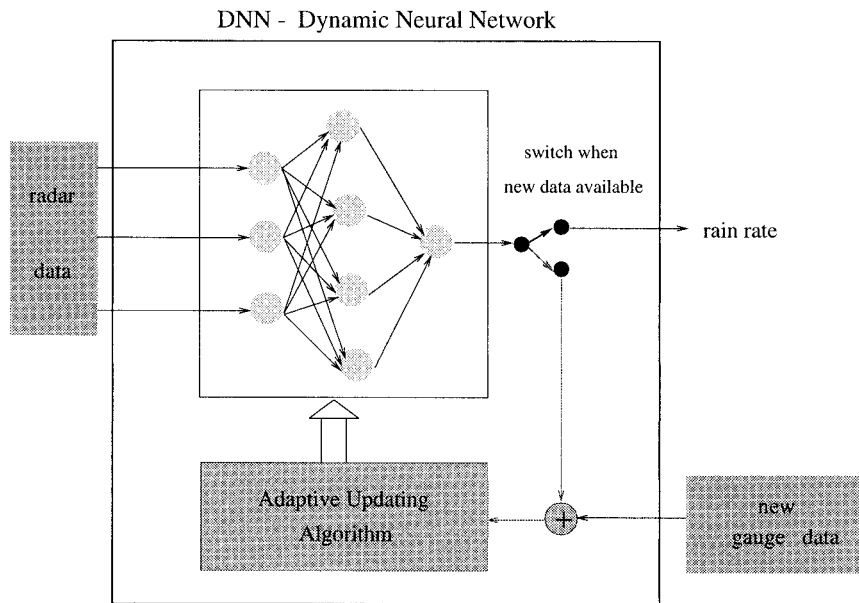 DNN - Dynamic Neural Network
switch when
new data available
radar
data
rain rate
Adaptive Updating
Algorithm
+
new
gauge data